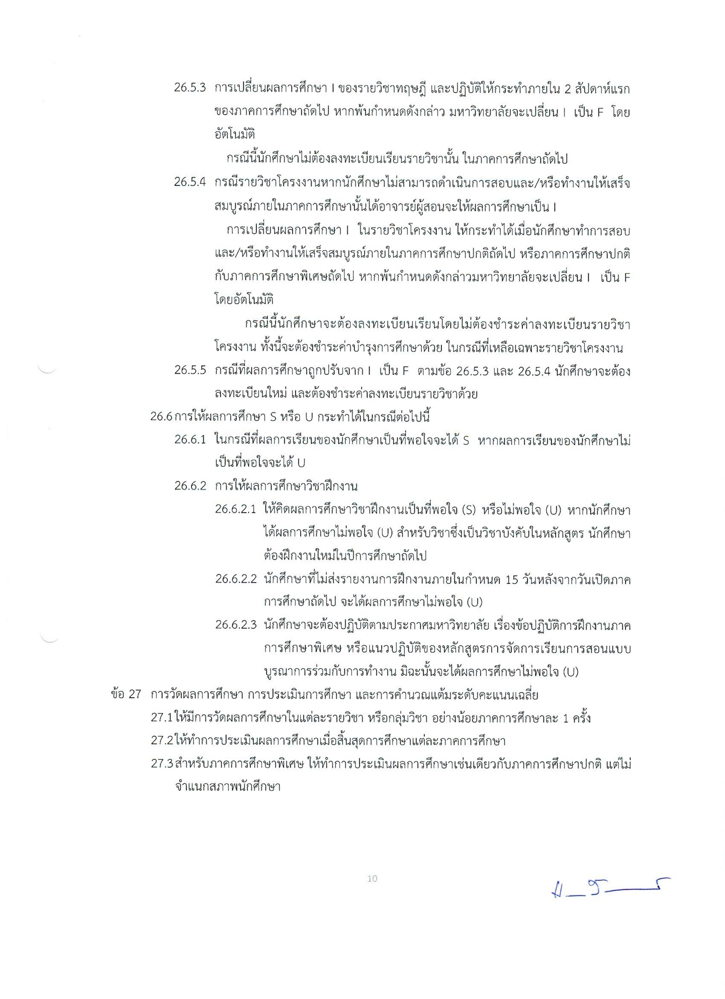 26.5.3 การเปลี่ยนผลการศึกษา I ของรายวิชาทฤษฎี และปฏิบัติให้กระทำภายใน 2 สัปดาห์แรก
ของภาคการศึกษาถัดไป หากพ้นกำหนดดังกล่าว มหาวิทยาลัยจะเปลี่ยน I เป็น F โดย
อัตโนมัติ
กรณีนี้นักศึกษาไม่ต้องลงทะเบียนเรียนรายวิชานั้น ในภาคการศึกษาถัดไป
26.5.4 กรณีรายวิชาโครงงานหากนักศึกษาไม่สามารถดำเนินการสอบและ/หรือทำงานให้เสร็จ
สมบูรณ์ภายในภาคการศึกษานั้นได้อาจารย์ผู้สอนจะให้ผลการศึกษาเป็น I
การเปลี่ยนผลการศึกษา I ในรายวิชาโครงงาน ให้กระทำได้เมื่อนักศึกษาทำการสอบ
และ/หรือทำงานให้เสร็จสมบูรณ์ภายในภาคการศึกษาปกติถัดไป หรือภาคการศึกษาปกติ
กับภาคการศึกษาพิเศษถัดไป หากพ้นกำหนดดังกล่าวมหาวิทยาลัยจะเปลี่ยน I เป็น F
โดยอัตโนมัติ
กรณีนี้นักศึกษาจะต้องลงทะเบียนเรียนโดยไม่ต้องชำระค่าลงทะเบียนรายวิชา
โครงงาน ทั้งนี้จะต้องชำระค่าบำรุงการศึกษาด้วย ในกรณีที่เหลือเฉพาะรายวิชาโครงงาน
26.5.5 กรณีที่ผลการศึกษาถูกปรับจาก I เป็น F ตามข้อ 26.5.3 และ 26.5.4 นักศึกษาจะต้อง
ลงทะเบียนใหม่ และต้องชำระค่าลงทะเบียนรายวิชาด้วย
26.6 การให้ผลการศึกษา S หรือ U กระทำได้ในกรณีต่อไปนี้
26.6.1 ในกรณีที่ผลการเรียนของนักศึกษาเป็นที่พอใจจะได้ S หากผลการเรียนของนักศึกษาไม่
เป็นที่พอใจจะได้ U
26.6.2 การให้ผลการศึกษาวิชาฝึกงาน
26.6.2.1 ให้คิดผลการศึกษาวิชาฝึกงานเป็นที่พอใจ (S) หรือไม่พอใจ (U) หากนักศึกษา
ได้ผลการศึกษาไม่พอใจ (U) สำหรับวิชาซึ่งเป็นวิชาบังคับในหลักสูตร นักศึกษา
ต้องฝึกงานใหม่ในปีการศึกษาถัดไป
26.6.2.2 นักศึกษาที่ไม่ส่งรายงานการฝึกงานภายในกำหนด 15 วันหลังจากวันเปิดภาค
การศึกษาถัดไป จะได้ผลการศึกษาไม่พอใจ (U)
26.6.2.3 นักศึกษาจะต้องปฏิบัติตามประกาศมหาวิทยาลัย เรื่องข้อปฏิบัติการฝึกงานภาค
การศึกษาพิเศษ หรือแนวปฏิบัติของหลักสูตรการจัดการเรียนการสอนแบบ
บูรณาการร่วมกับการทำงาน มิฉะนั้นจะได้ผลการศึกษาไม่พอใจ (U)
ข้อ 27 การวัดผลการศึกษา การประเมินการศึกษา และการคำนวณแต้มระดับคะแนนเฉลี่ย
27.1 ให้มีการวัดผลการศึกษาในแต่ละรายวิชา หรือกลุ่มวิชา อย่างน้อยภาคการศึกษาละ 1 ครั้ง
27.2 ให้ทำการประเมินผลการศึกษาเมื่อสิ้นสุดการศึกษาแต่ละภาคการศึกษา
27.3 สำหรับภาคการศึกษาพิเศษ ให้ทำการประเมินผลการศึกษาเช่นเดียวกับภาคการศึกษาปกติ แต่ไม่
จำแนกสภาพนักศึกษา
10